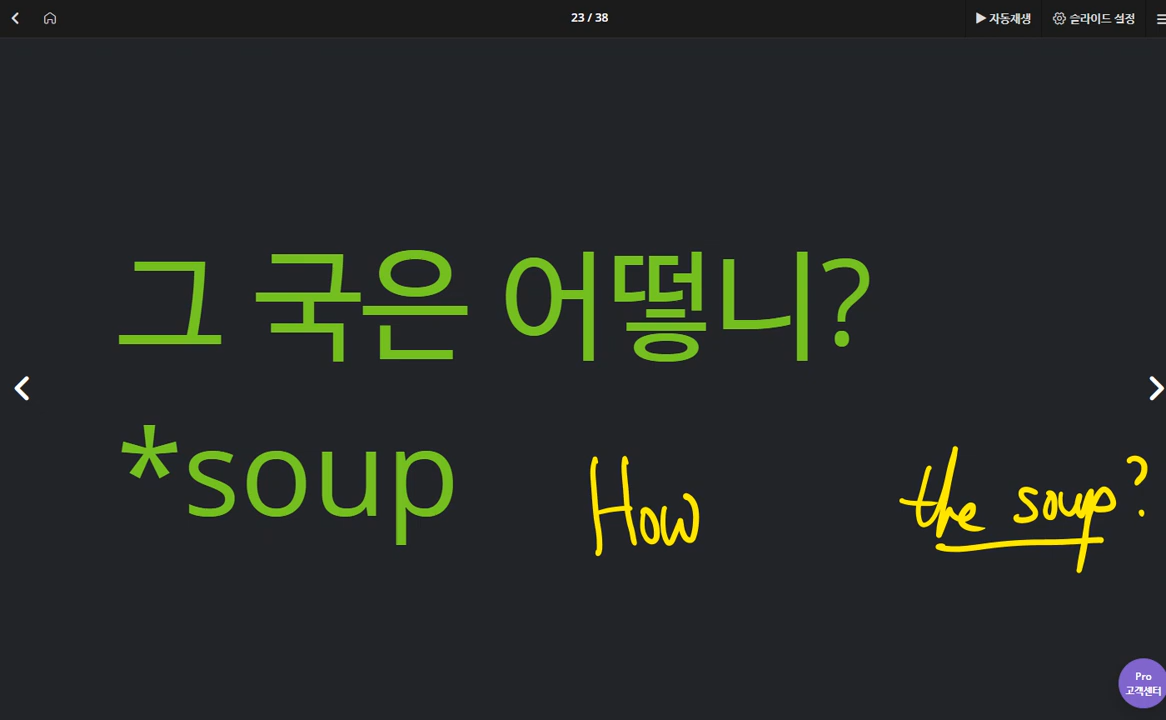 23 / 38
자동재생
슬라이드 설정
그 국은 어떻니?
*soup
How the soup?
Pro
고객센터